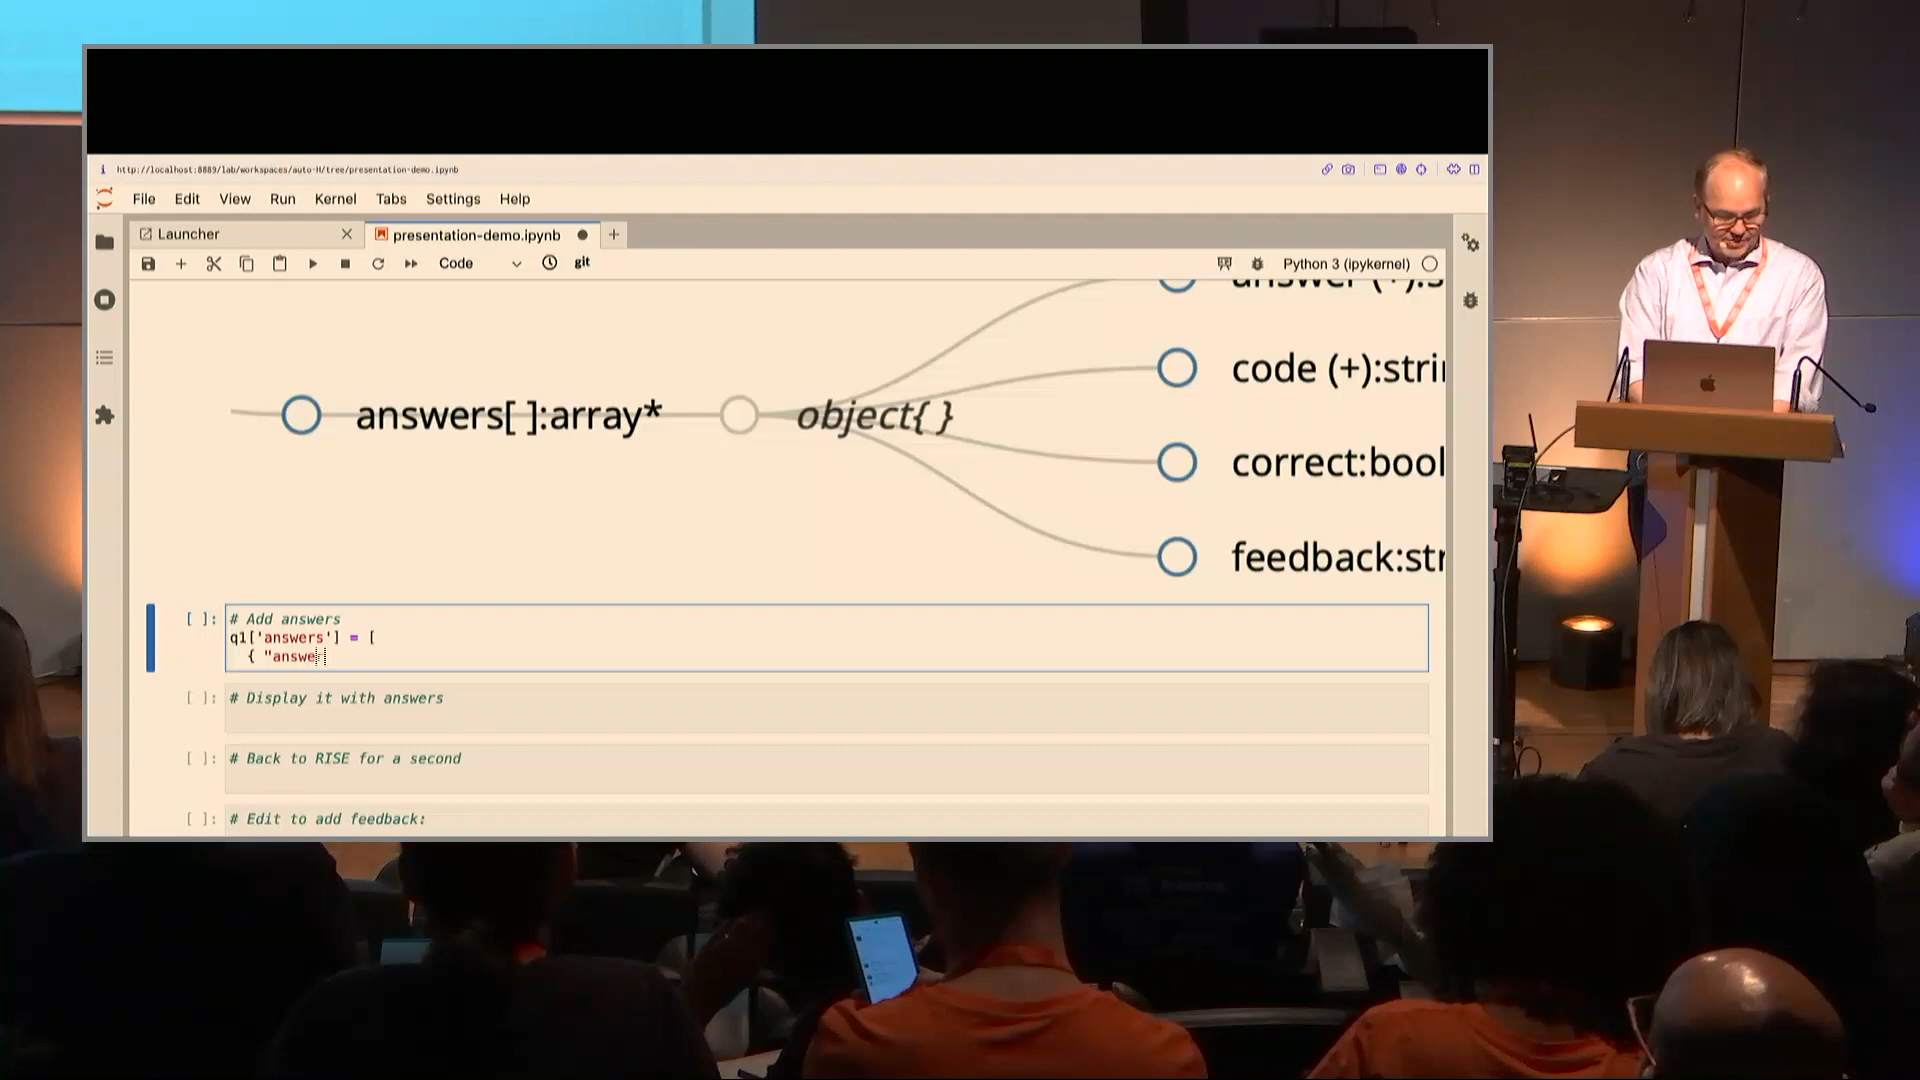 http://localhost:8889/lab/workspaces/auto-H/tree/presentation-demo.ipynb
File Edit View Run Kernel Tabs Settings Help
Launcher
presentation-demo.ipynb
Code
git
Python 3 (ipykernel)
code (+):stri
answers[ ]:array*
object{ }
correct:bool
feedback:str
[ ]: # Add answers
q1['answers'] = [
{ "answe
[ ]: # Display it with answers
[ ]: # Back to RISE for a second
[ ]: # Edit to add feedback: